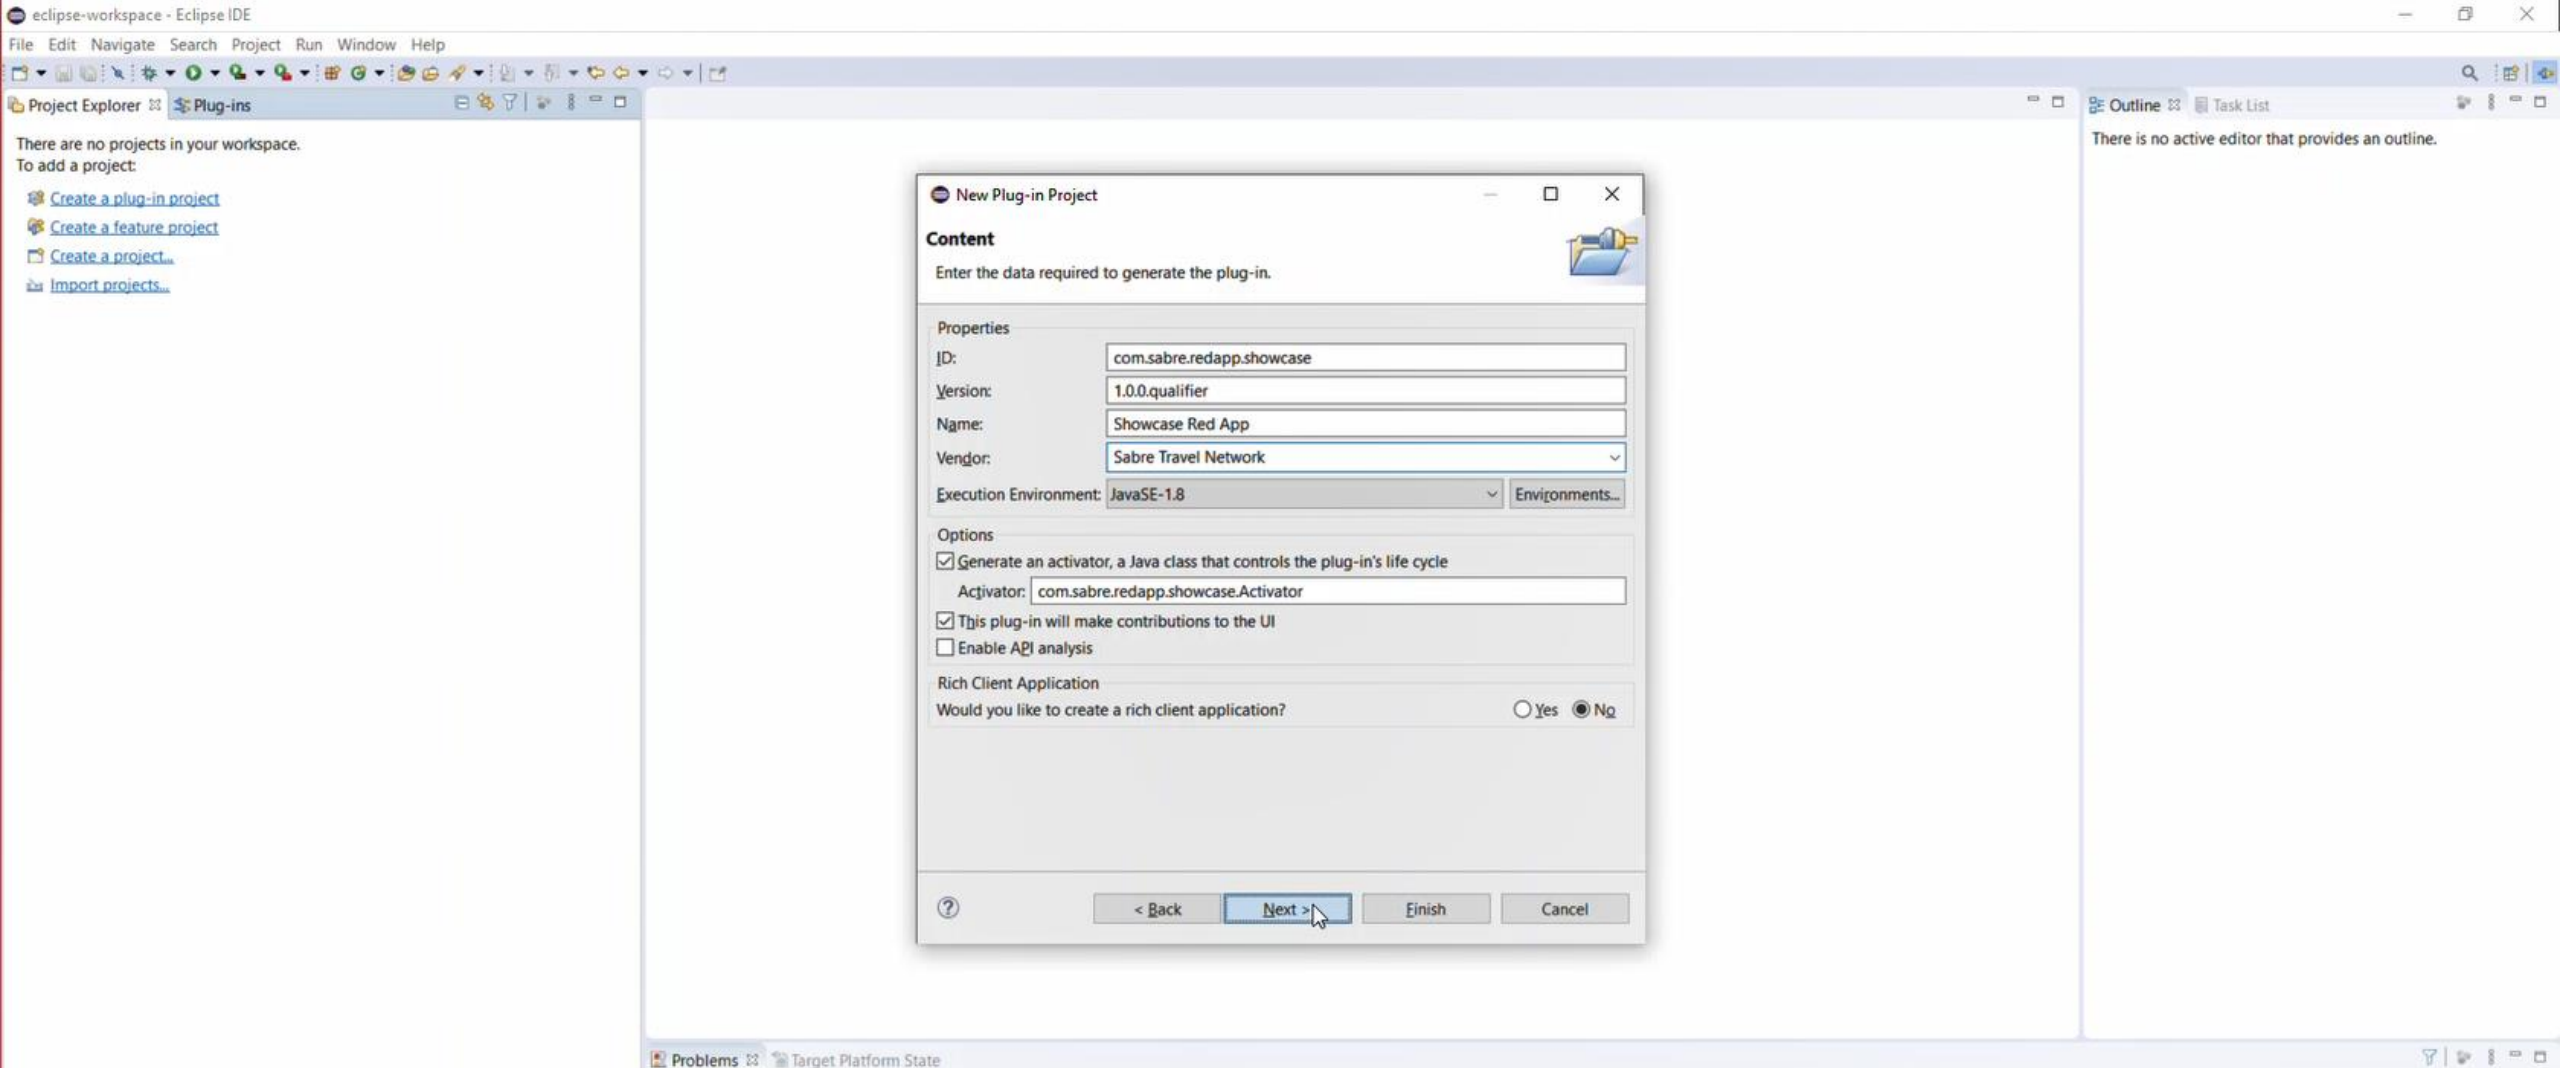 eclipse-workspace - Eclipse IDE
File Edit Navigate Search Project Run Window Help
Project Explorer Plug-ins
Outline Task List
There are no projects in your workspace.
To add a project:
Create a plug-in project
Create a feature project
Create a project...
Import projects...
There is no active editor that provides an outline.
New Plug-in Project
Content
Enter the data required to generate the plug-in.
Properties
ID: com.sabre.redapp.showcase
Version: 1.0.0.qualifier
Name: Showcase Red App
Vendor: Sabre Travel Network
Execution Environment: JavaSE-1.8 Environments...
Options
Generate an activator, a Java class that controls the plug-in's life cycle
Activator: com.sabre.redapp.showcase.Activator
This plug-in will make contributions to the UI
Enable API analysis
Rich Client Application
Would you like to create a rich client application? Yes No
< Back Next > Finish Cancel
Problems Target Platform State